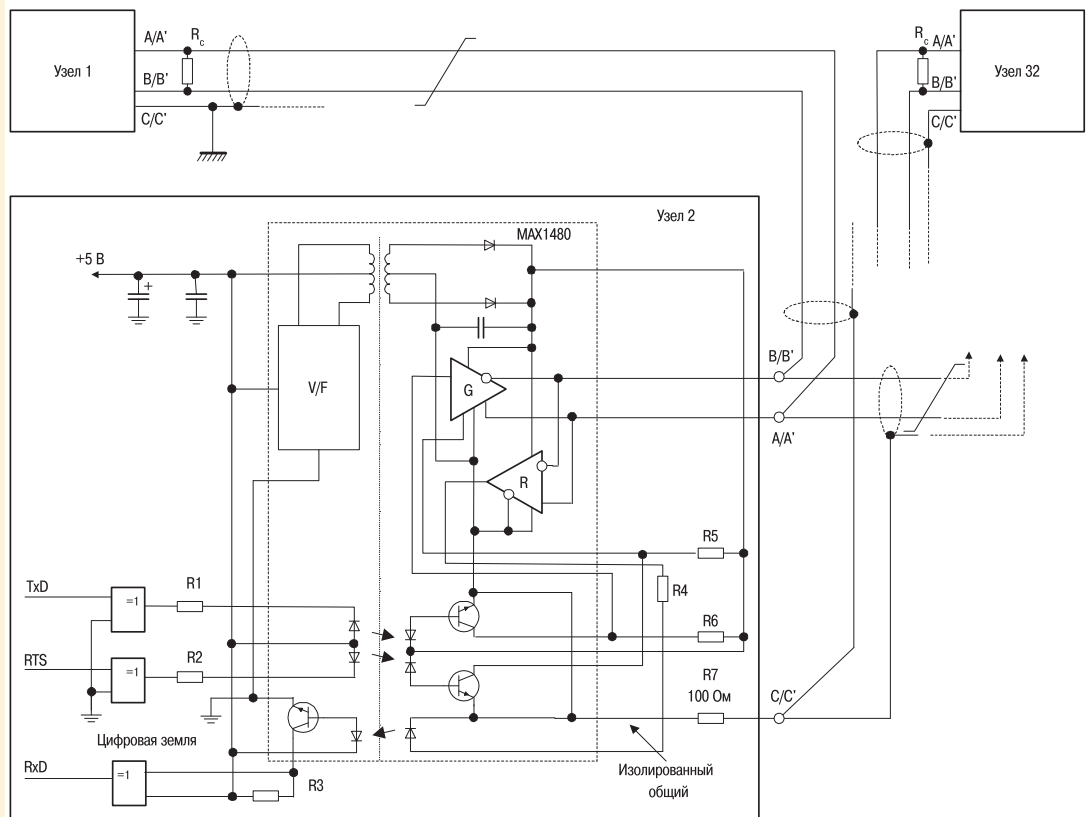 Узел 1
A/A'
B/B'
C/C'
Rc
Rc
A/A'
B/B'
C/C'
Узел 32
Узел 2
MAX1480
+5 В
+
V/F
G
R
B/B'
A/A'
R5
R4
R6
R7
100 Ом
C/C'
TxD
=1
R1
RTS
=1
R2
Цифровая земля
RxD
=1
R3
Изолированный
общий